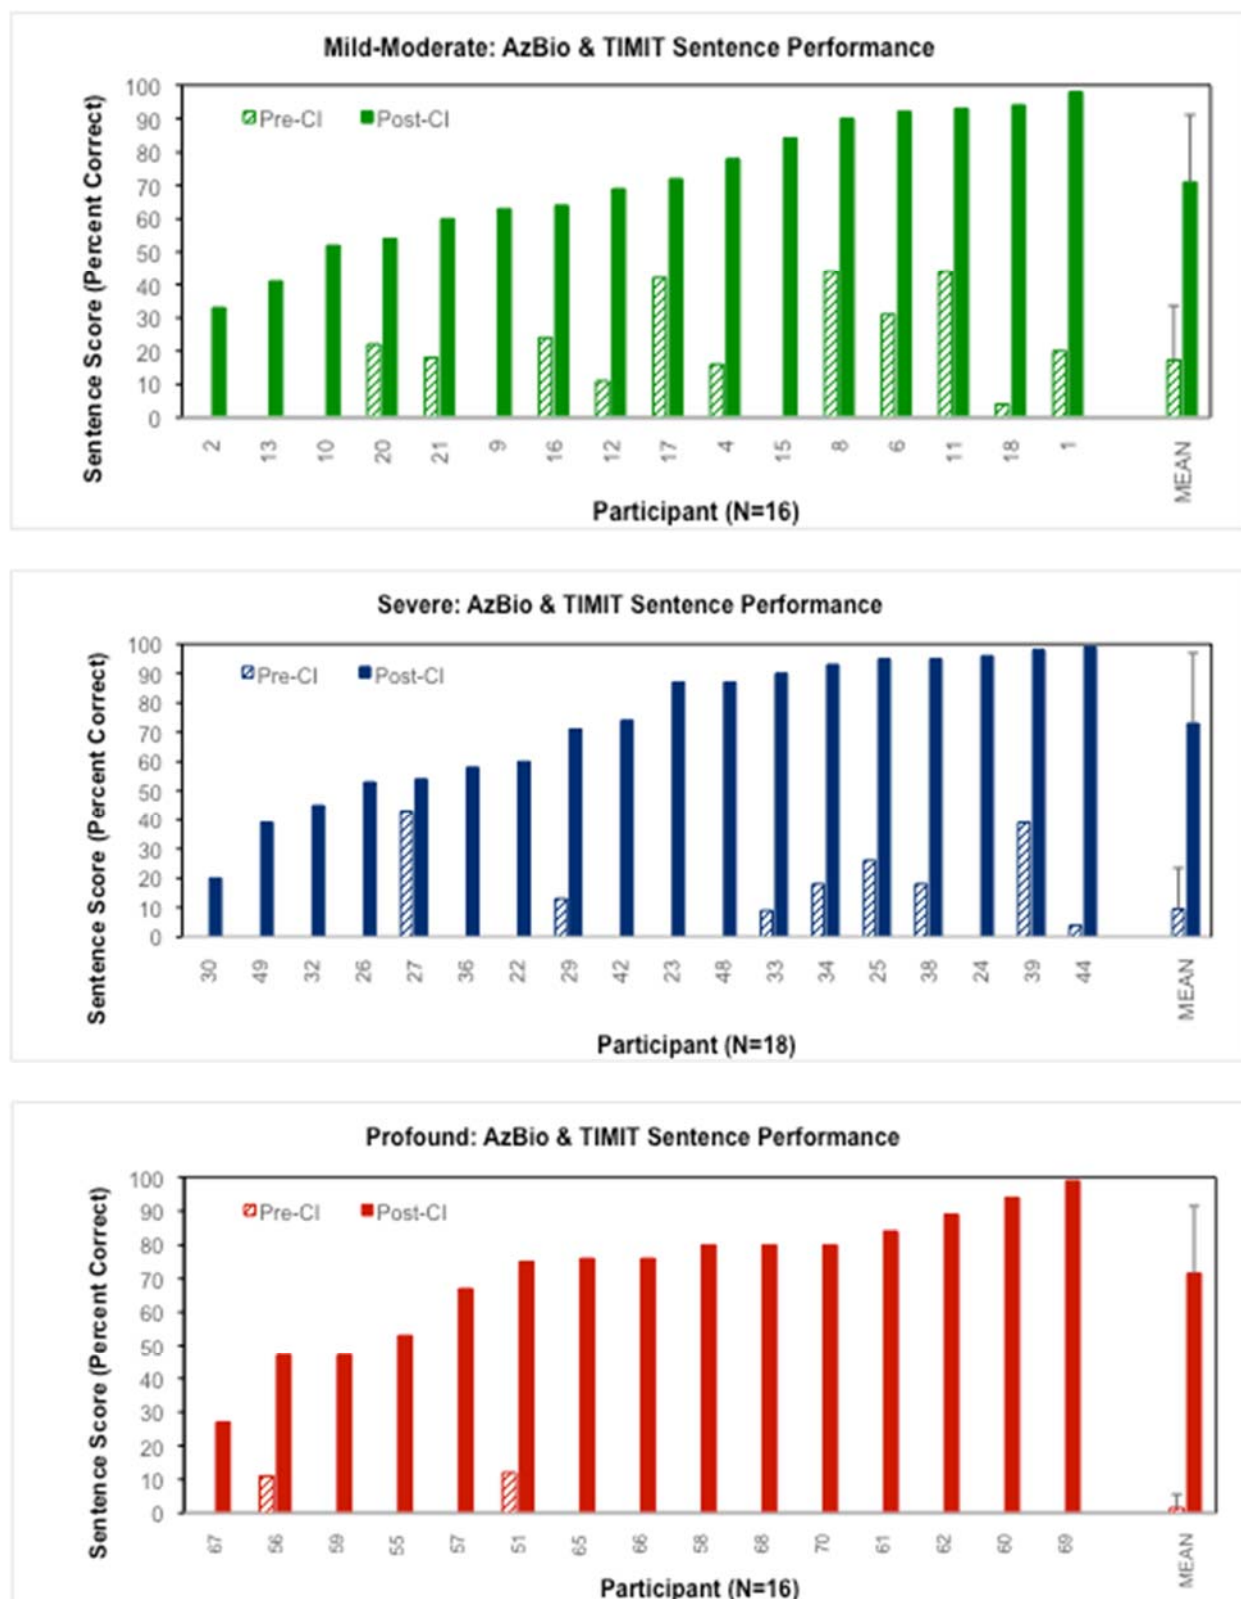 Mild-Moderate: AzBio & TIMIT Sentence Performance
Sentence Score (Percent Correct)
100
90
80
70
60
50
40
30
20
10
0
Pre-CI Post-CI
2 13 10 20 21 9 16 12 17 4 15 8 6 11 18 1 MEAN
Participant (N=16)
Severe: AzBio & TIMIT Sentence Performance
Sentence Score (Percent Correct)
100
90
80
70
60
50
40
30
20
10
0
Pre-CI Post-CI
30 49 32 26 27 36 22 29 42 23 48 33 34 25 38 24 39 44 MEAN
Participant (N=18)
Profound: AzBio & TIMIT Sentence Performance
Sentence Score (Percent Correct)
100
90
80
70
60
50
40
30
20
10
0
Pre-CI Post-CI
67 56 59 55 57 51 65 66 58 68 70 61 62 60 69 MEAN
Participant (N=16)